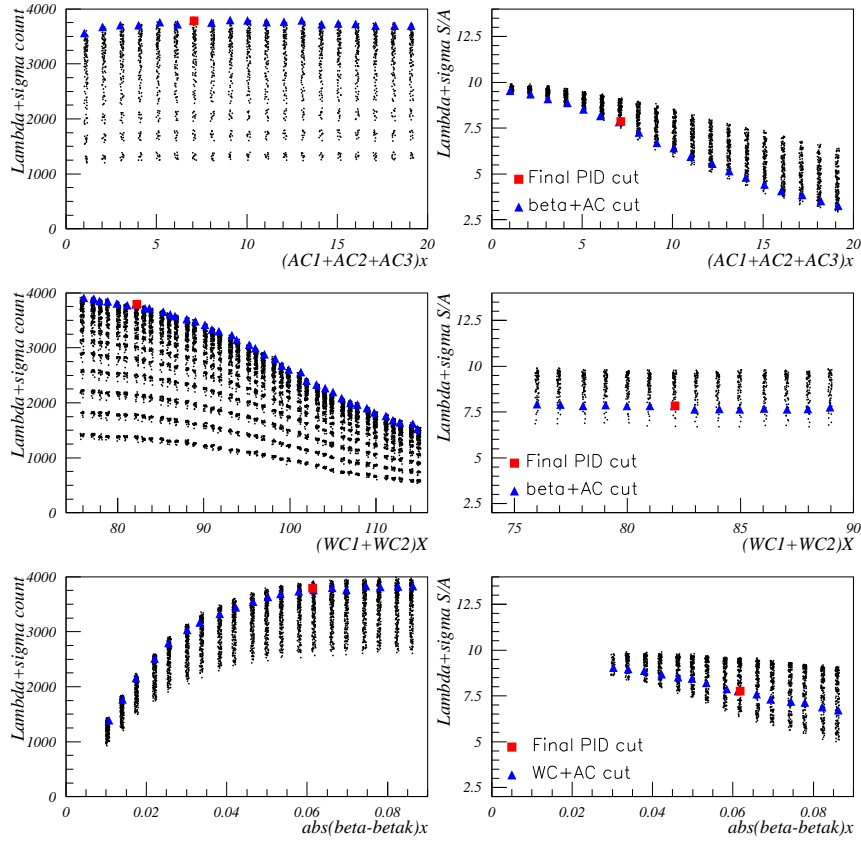 Lambda+sigma count
4000
3000
2000
1000
0
0 5 10 15 20
(AC1+AC2+AC3)x
Lambda+sigma S/A
12.5
10
7.5
5
2.5
Final PID cut
beta+AC cut
0 5 10 15 20
(AC1+AC2+AC3)x
Lambda+sigma count
4000
3000
2000
1000
0
80 90 100 110
(WC1+WC2)X
Lambda+sigma S/A
12.5
10
7.5
5
2.5
Final PID cut
beta+AC cut
75 80 85 90
(WC1+WC2)X
Lambda+sigma count
4000
3000
2000
1000
0
0 0.02 0.04 0.06 0.08
abs(beta-betak)x
Lambda+sigma S/A
12.5
10
7.5
5
2.5
Final PID cut
WC+AC cut
0 0.02 0.04 0.06 0.08
abs(beta-betak)x